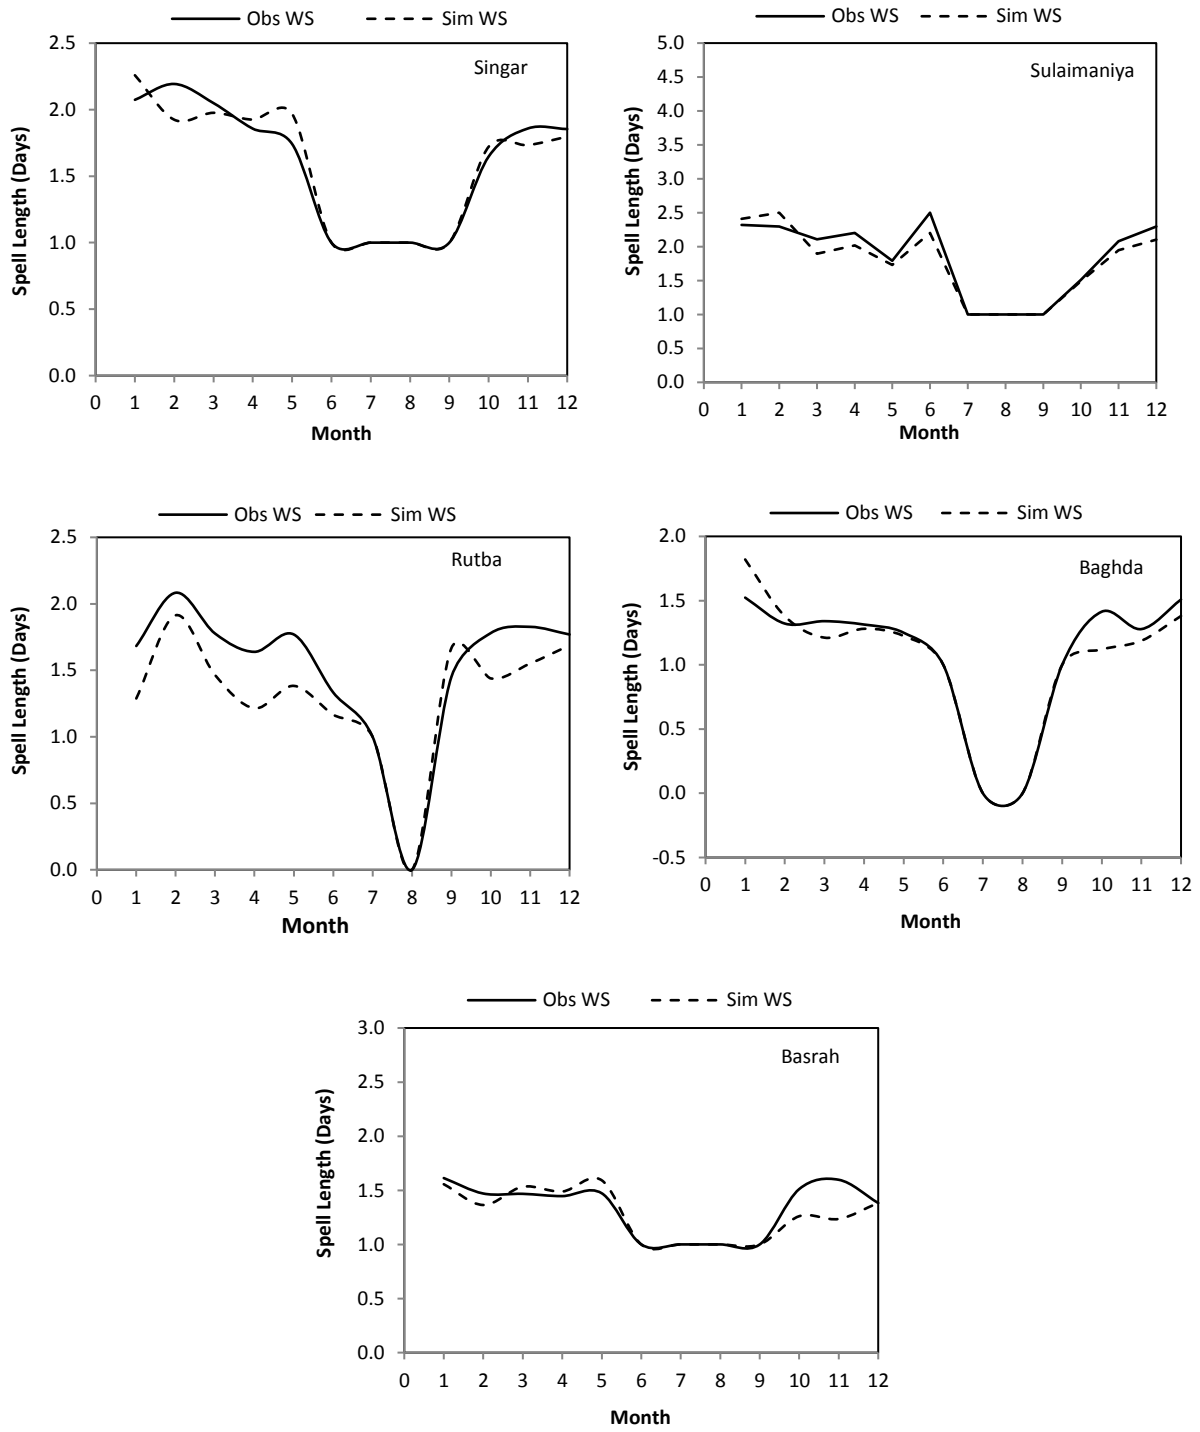 Obs WS Sim WS
Singar
Spell Length (Days)
2.5
2.0
1.5
1.0
0.5
0.0
0 1 2 3 4 5 6 7 8 9 10 11 12
Month
Obs WS Sim WS
Sulaimaniya
Spell Length (Days)
5.0
4.5
4.0
3.5
3.0
2.5
2.0
1.5
1.0
0.5
0.0
0 1 2 3 4 5 6 7 8 9 10 11 12
Month
Obs WS Sim WS
Rutba
Spell Length (Days)
2.5
2.0
1.5
1.0
0.5
0.0
0 1 2 3 4 5 6 7 8 9 10 11 12
Month
Obs WS Sim WS
Baghda
Spell Length (Days)
2.0
1.5
1.0
0.5
0.0
-0.5
0 1 2 3 4 5 6 7 8 9 10 11 12
Month
Obs WS Sim WS
Basrah
Spell Length (Days)
3.0
2.5
2.0
1.5
1.0
0.5
0.0
0 1 2 3 4 5 6 7 8 9 10 11 12
Month